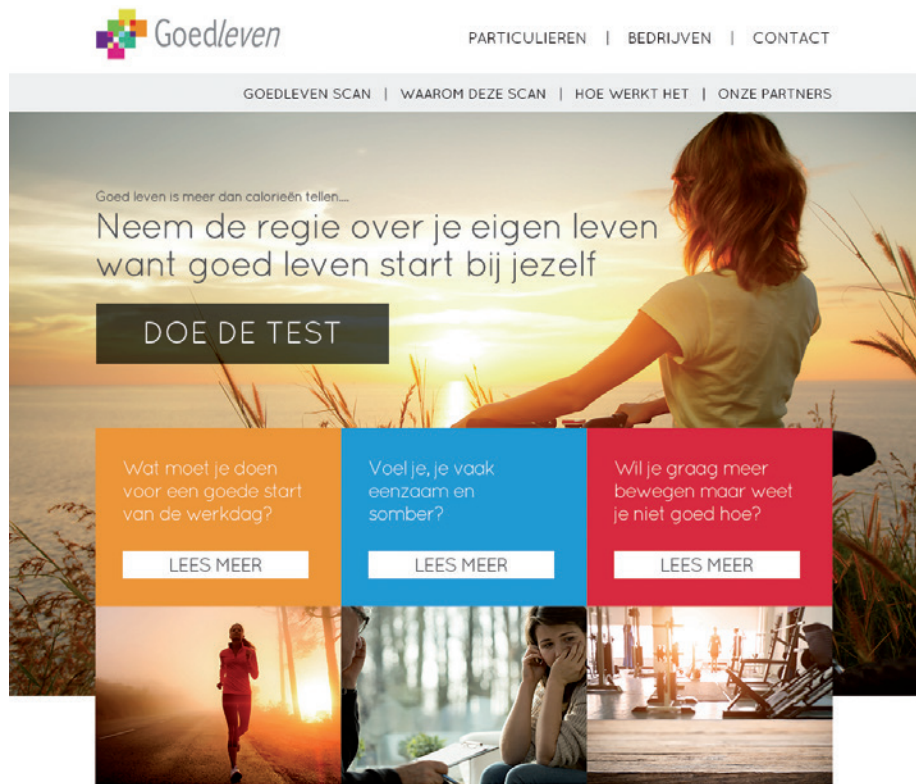 Goedleven
PARTICULIEREN | BEDRIJVEN | CONTACT
GOEDLEVEN SCAN | WAAROM DEZE SCAN | HOE WERKT HET | ONZE PARTNERS
Goed leven is meer dan calorieën tellen....
Neem de regie over je eigen leven
want goed leven start bij jezelf
DOE DE TEST
Wat moet je doen
voor een goede start
van de werkdag?
LEES MEER
Voel je, je vaak
eenzaam en
somber?
LEES MEER
Wil je graag meer
bewegen maar weet
je niet goed hoe?
LEES MEER